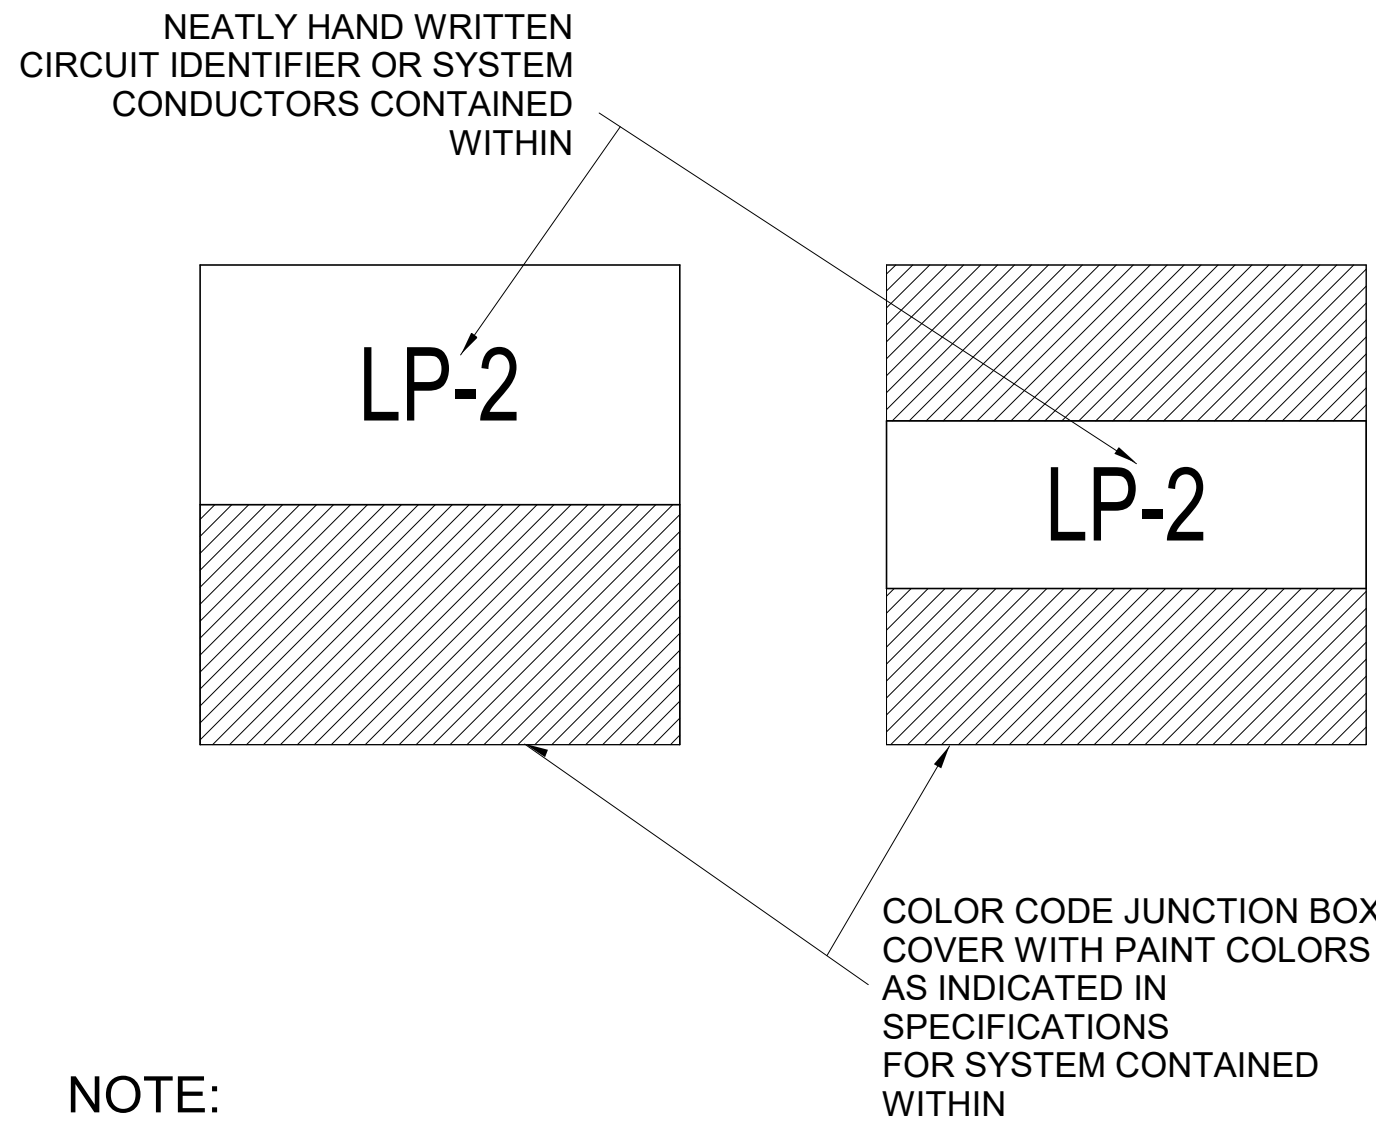 NEATLY HAND WRITTEN
CIRCUIT IDENTIFIER OR SYSTEM
CONDUCTORS CONTAINED
WITHIN
LP-2
LP-2
COLOR CODE JUNCTION BOX
COVER WITH PAINT COLORS
AS INDICATED IN
SPECIFICATIONS
FOR SYSTEM CONTAINED
WITHIN
NOTE: